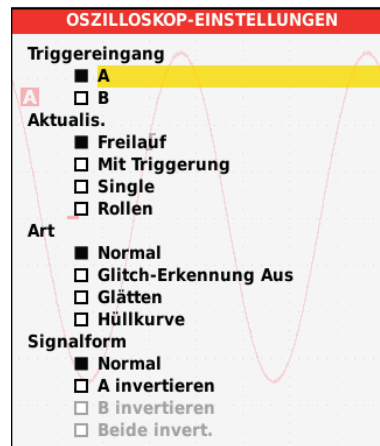 OSZILLOSKOP-EINSTELLUNGEN
Triggereingang
A
A
B
Aktualis.
Freilauf
Mit Triggerung
Single
Rollen
Art
Normal
Glitch-Erkennung Aus
Glätten
Hüllkurve
Signalform
Normal
A invertieren
B invertieren
Beide invert.